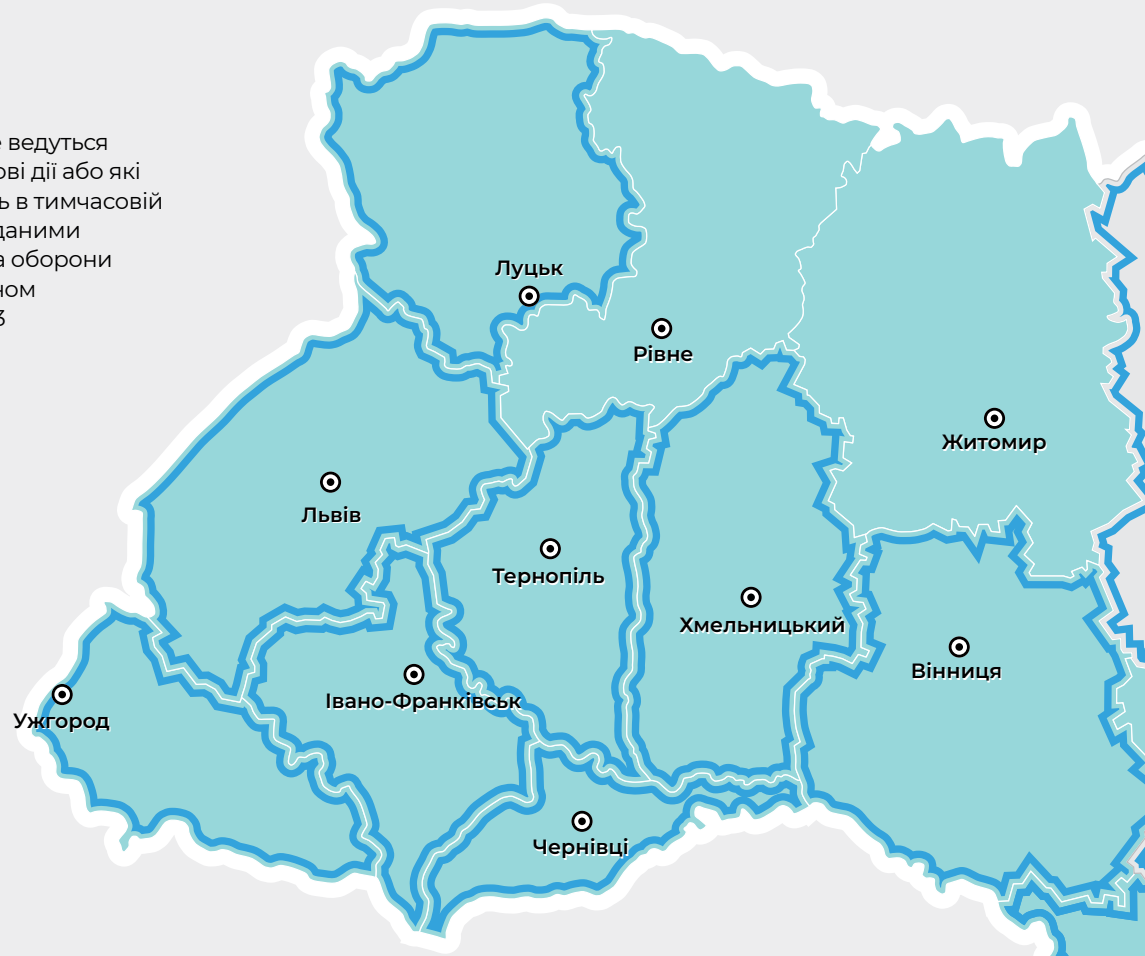 ведуться
ові дії або які
ь в тимчасовій
даними
а оборони
ном
Луцьк
Рівне
Житомир
Львів
Тернопіль
Хмельницький
Вінниця
Івано-Франківськ
Ужгород
Чернівці